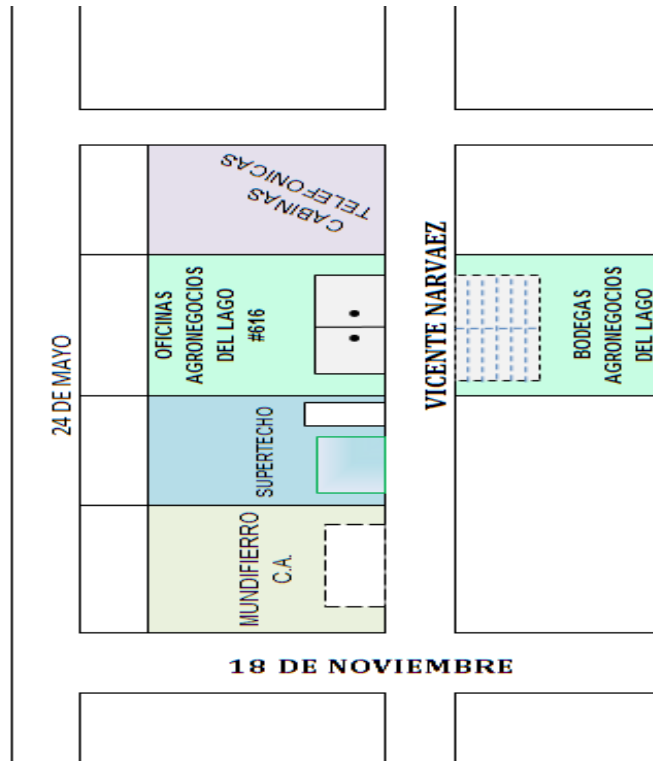 CABINAS
TELEFONICAS
OFICINAS
AGRONEGOCIOS
DEL LAGO
#616
VICENTE NARVAEZ
BODEGAS
AGRONEGOCIOS
DEL LAGO
24 DE MAYO
SUPERTECHO
MUNDIFIERRO
C.A.
18 DE NOVIEMBRE